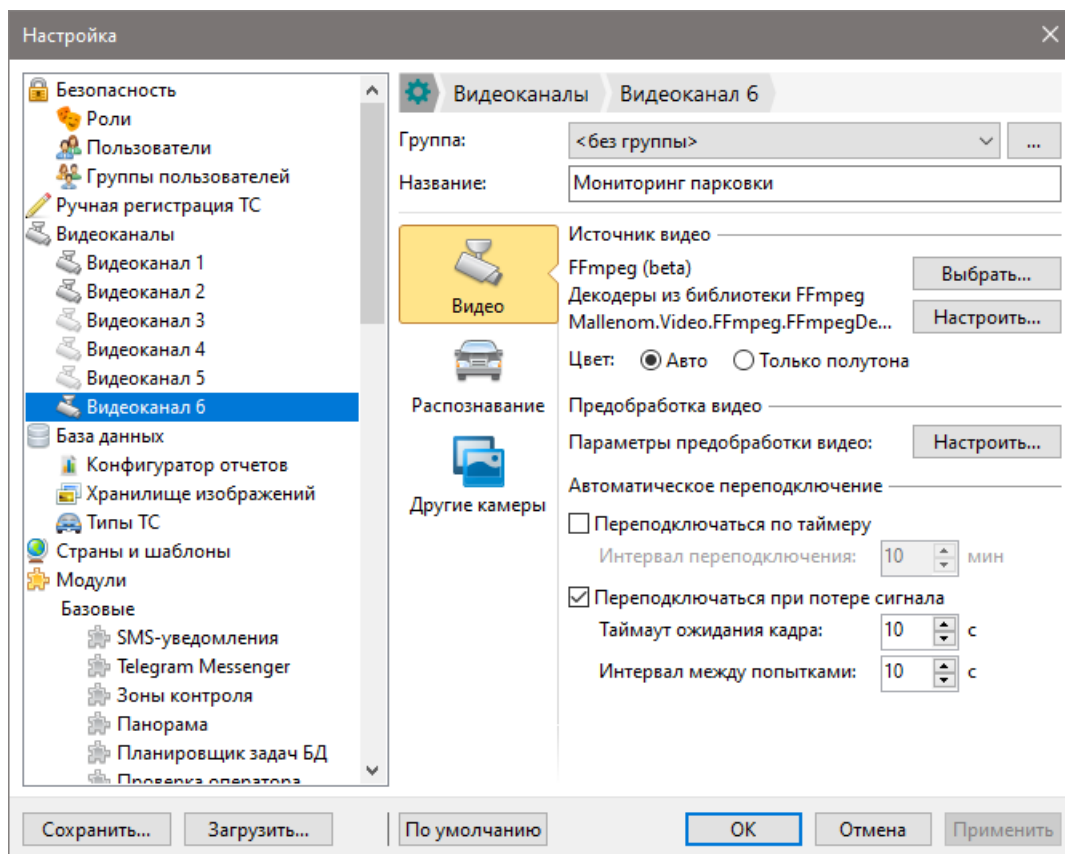 Настройка
Безопасность
Роли
Пользователи
Группы пользователей
Ручная регистрация ТС
Видеоканалы
Видеоканал 1
Видеоканал 2
Видеоканал 3
Видеоканал 4
Видеоканал 5
Видеоканал 6
База данных
Конфигуратор отчетов
Хранилище изображений
Типы ТС
Страны и шаблоны
Модули
Базовые
SMS-уведомления
Telegram Messenger
Зоны контроля
Панорама
Планировщик задач БД
Проверка оператора
Видеоканалы Видеоканал 6
Группа: <без группы> ...
Название: Мониторинг парковки
Видео
Распознавание
Другие камеры
Источник видео
FFmpeg (beta) Выбрать...
Декодеры из библиотеки FFmpeg
Mallenom.Video.FFmpeg.FFmpegDe... Настроить...
Цвет: Авто Только полутона
Предобработка видео
Параметры предобработки видео: Настроить...
Автоматическое переподключение
Переподключаться по таймеру
Интервал переподключения: 10 мин
Переподключаться при потере сигнала
Таймаут ожидания кадра: 10 с
Интервал между попытками: 10 с
Сохранить... Загрузить... По умолчанию OK Отмена Применить